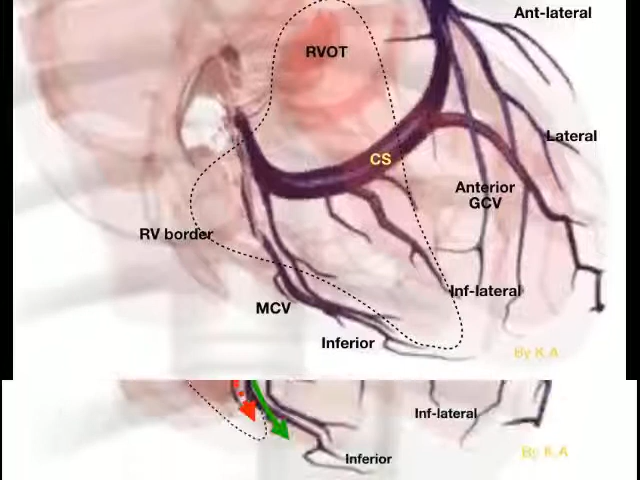 Ant-lateral
RVOT
Lateral
CS
Anterior
GCV
RV border
Inf-lateral
MCV
Inferior
By K.A
Inf-lateral
By K.A
Inferior